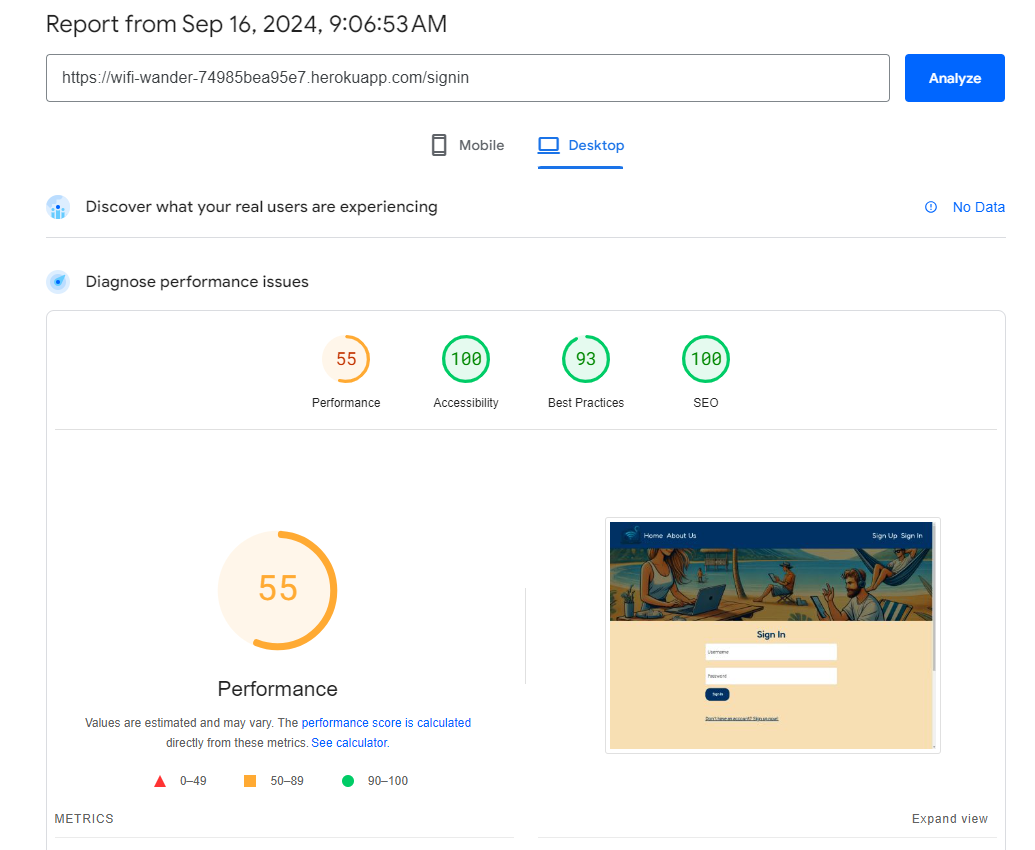 Report from Sep 16, 2024, 9:06:53 AM
https://wifi-wander-74985bea95e7.herokuapp.com/signin
Analyze
Mobile
Desktop
Discover what your real users are experiencing
No Data
Diagnose performance issues
55
100
93
100
Performance
Accessibility
Best Practices
SEO
55
Performance
Values are estimated and may vary. The performance score is calculated
directly from these metrics. See calculator.
0–49
50–89
90–100
Home About Us
Sign Up Sign In
Sign In
Username
Password
Sign In
Don't have an account? Sign up now!
METRICS
Expand view